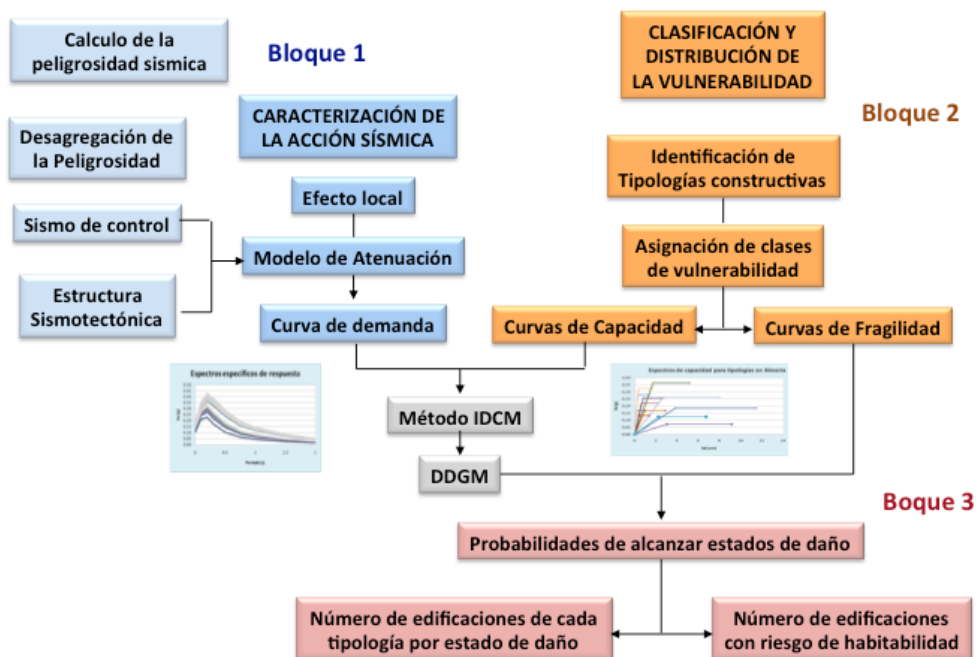 Calculo de la
peligrosidad sismica
Bloque 1
CLASIFICACIÓN Y
DISTRIBUCIÓN DE
LA VULNERABILIDAD
Bloque 2
CARACTERIZACIÓN DE
LA ACCIÓN SÍSMICA
Desagregación de
la Peligrosidad
Identificación de
Tipologías constructivas
Efecto local
Sismo de control
Modelo de Atenuación
Asignación de clases
de vulnerabilidad
Estructura
Sismotectónica
Curva de demanda
Curvas de Capacidad
Curvas de Fragilidad
Espectros específicos de respuesta
Espectros de capacidad para tipologías en Almería
Método IDCM
DDGM
Boque 3
Probabilidades de alcanzar estados de daño
Número de edificaciones de cada
tipología por estado de daño
Número de edificaciones
con riesgo de habitabilidad